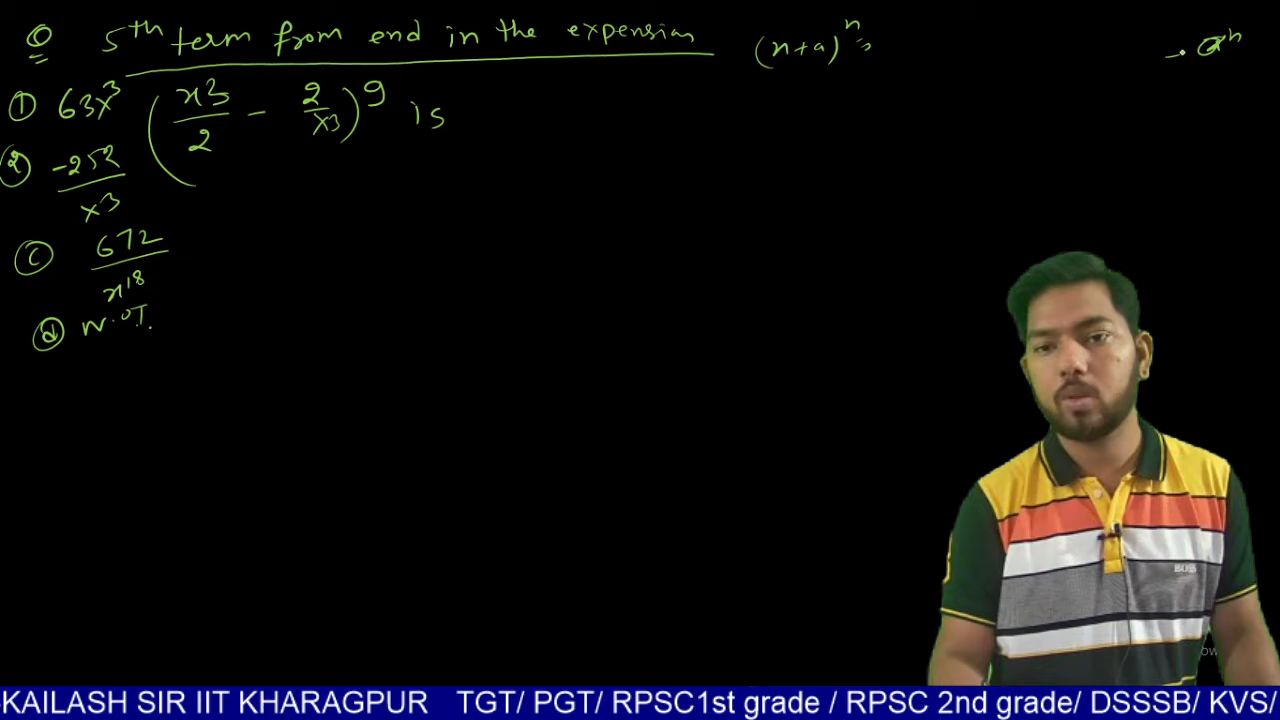 Q 5th term from end in the expension (x+a)^n = . a^n
① 63x^3 (x^3/2 - 2/x^3)^9 is
② -252/x^3
ⓒ 672/x^18
ⓓ N.O.T.
BOSS
-KAILASH SIR IIT KHARAGPUR TGT/ PGT/ RPSC1st grade / RPSC 2nd grade/ DSSSB/ KVS/